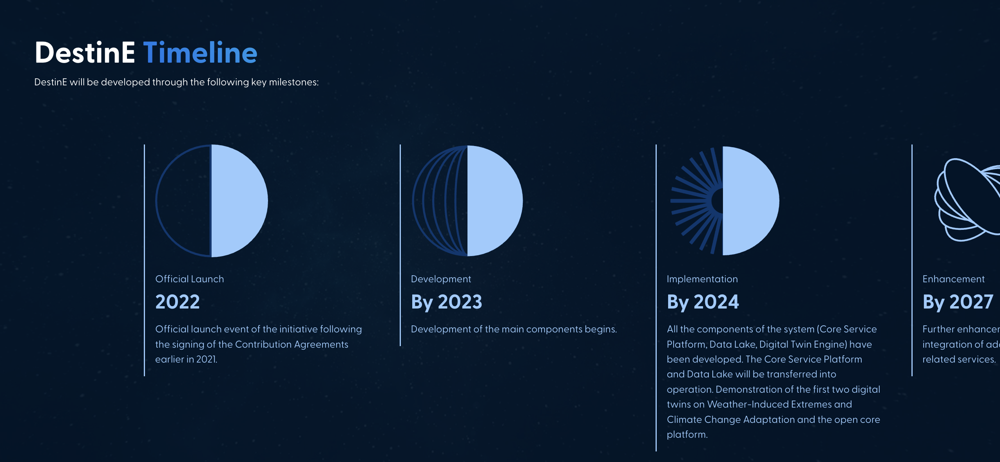 DestinE Timeline
DestinE will be developed through the following key milestones:
Official Launch
2022
Official launch event of the initiative following
the signing of the Contribution Agreements
earlier in 2021.
Development
By 2023
Development of the main components begins.
Implementation
By 2024
All the components of the system (Core Service
Platform, Data Lake, Digital Twin Engine) have
been developed. The Core Service Platform
and Data Lake will be transferred into
operation. Demonstration of the first two digital
twins on Weather-Induced Extremes and
Climate Change Adaptation and the open core
platform.
Enhancement
By 2027
Further
integration of
related services.